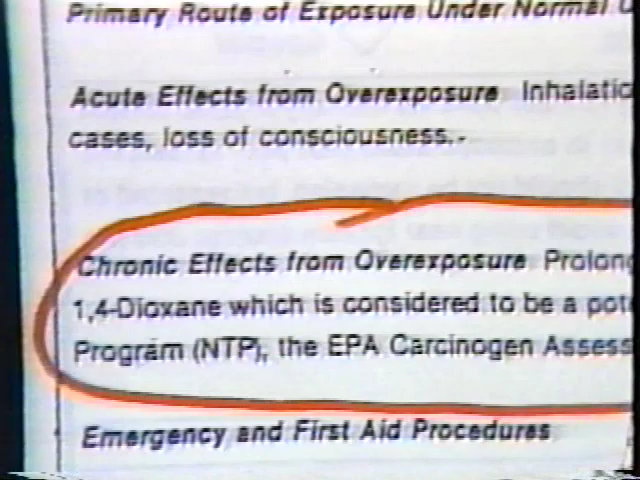 Primary Route of Exposure Under Normal
Acute Effects from Overexposure Inhalatio
cases, loss of consciousness.
Chronic Effects from Overexposure Prolong
1,4-Dioxane which is considered to be a pot
Program (NTP), the EPA Carcinogen Assess
Emergency and First Aid Procedures